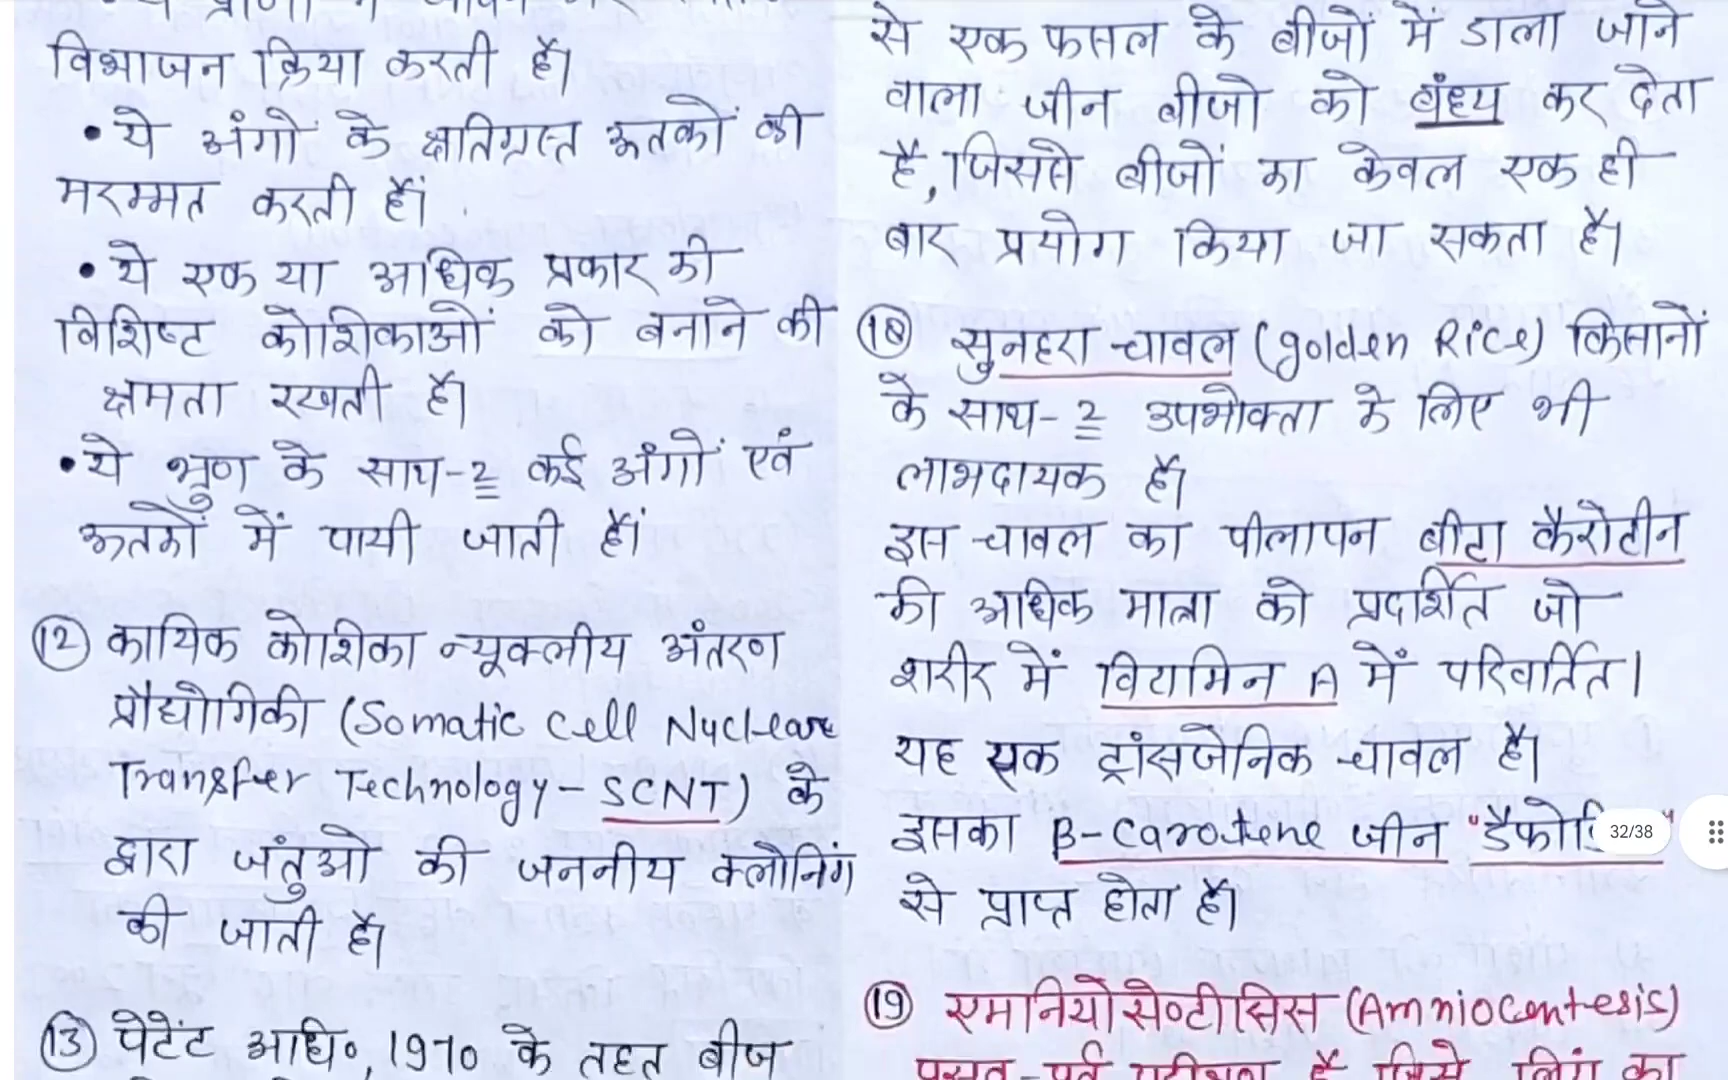 विभाजन क्रिया करती हैं।
• ये अंगों के क्षतिग्रस्त ऊतकों की
मरम्मत करती हैं।
• ये एक या अधिक प्रकार की
विशिष्ट कोशिकाओं को बनाने की
क्षमता रखती हैं।
• ये भ्रुण के साथ-2 कई अंगों एवं
ऊतकों में पायी जाती हैं।
(12) कायिक कोशिका न्यूक्लीय अंतरण
प्रौद्योगिकी (Somatic Cell Nuclear
Transfer Technology - SCNT) के
द्वारा जंतुओ की जननीय क्लोनिंग
की जाती है।
(13) पेटेंट अधि॰, 1970 के तहत बीज
से एक फसल के बीजों में डाला जाने
वाला जीन बीजो को बंध्य कर देता
है, जिससे बीजों का केवल एक ही
बार प्रयोग किया जा सकता है।
(18) सुनहरा चावल (golden Rice) किसानों
के साथ-2 उपभोक्ता के लिए भी
लाभदायक है।
इस चावल का पीलापन बीटा कैरोटीन
की अधिक मात्रा को प्रदर्शित जो
शरीर में विटामिन A में परिवर्तित।
यह एक ट्रांसजेनिक चावल है।
इसका β-Carotene जीन "डैफो
32/38
से प्राप्त होता है।
(19) एमनियोसेण्टीसिस (Amniocentesis)